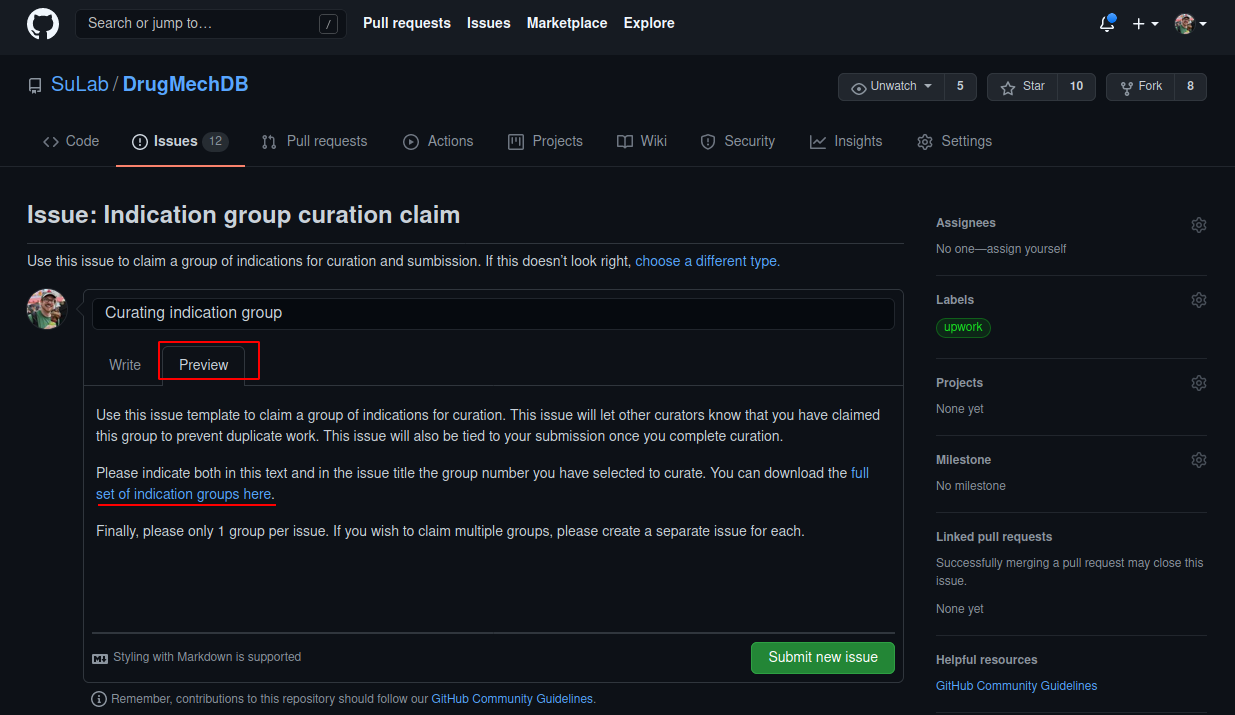 Search or jump to… /
Pull requests Issues Marketplace Explore
SuLab / DrugMechDB
Unwatch 5 Star 10 Fork 8
Code Issues 12 Pull requests Actions Projects Wiki Security Insights Settings
Issue: Indication group curation claim
Use this issue to claim a group of indications for curation and sumbission. If this doesn't look right, choose a different type.
Curating indication group
Write Preview
Use this issue template to claim a group of indications for curation. This issue will let other curators know that you have claimed
this group to prevent duplicate work. This issue will also be tied to your submission once you complete curation.
Please indicate both in this text and in the issue title the group number you have selected to curate. You can download the full
set of indication groups here.
Finally, please only 1 group per issue. If you wish to claim multiple groups, please create a separate issue for each.
Styling with Markdown is supported
Submit new issue
Remember, contributions to this repository should follow our GitHub Community Guidelines.
Assignees
No one—assign yourself
Labels
upwork
Projects
None yet
Milestone
No milestone
Linked pull requests
Successfully merging a pull request may close this
issue.
None yet
Helpful resources
GitHub Community Guidelines